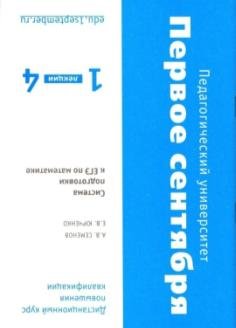 Педагогический университет
Первое сентября
Дистанционный курс
повышения
квалификации
А.В. СЕМЕНОВ
Е.В. ЮРЧЕНКО
Система
подготовки
к ЕГЭ по математике
лекции
1
4
edu.1september.ru